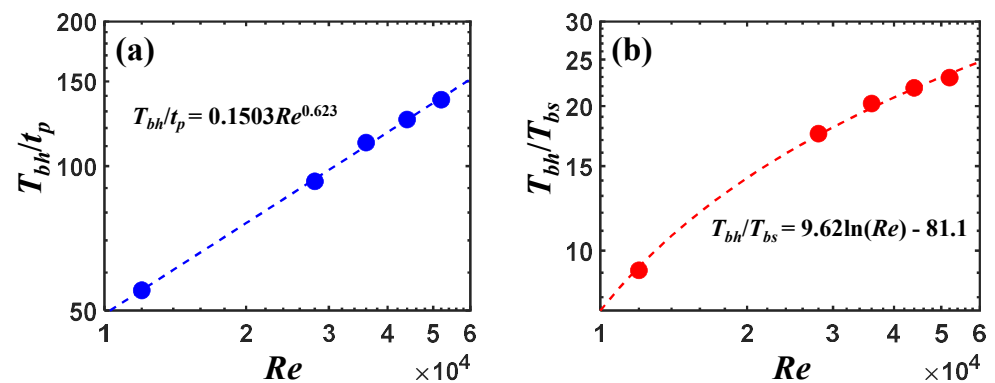 (a)
200
150
100
50
T_bh/t_p
T_bh/t_p = 0.1503Re^0.623
1 2 3 4 5 6
Re
×10^4
(b)
30
25
20
15
10
T_bh/T_bs
T_bh/T_bs = 9.62ln(Re) - 81.1
1 2 3 4 5 6
Re
×10^4